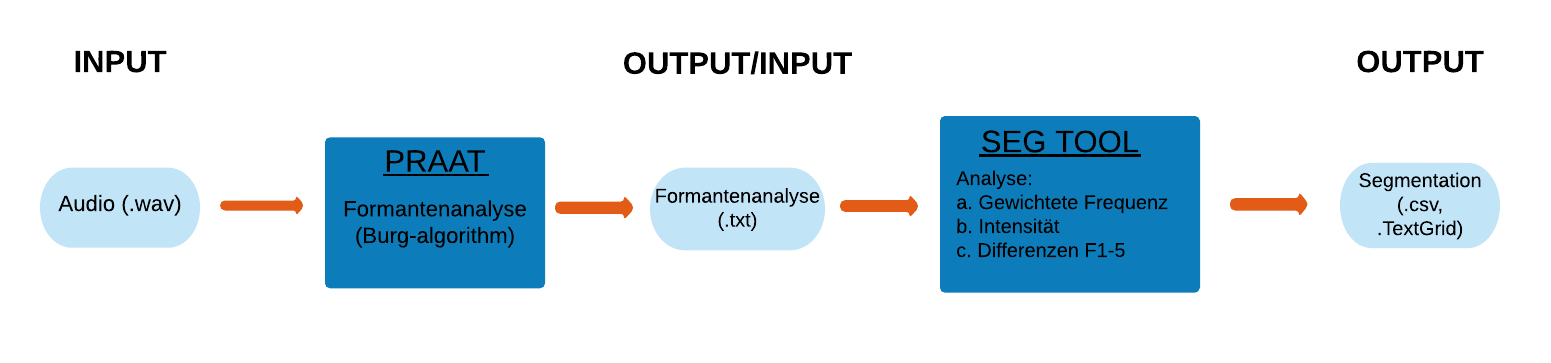 INPUT
OUTPUT/INPUT
OUTPUT
Audio (.wav)
PRAAT
Formantenanalyse
(Burg-algorithm)
Formantenanalyse
(.txt)
SEG TOOL
Analyse:
a. Gewichtete Frequenz
b. Intensität
c. Differenzen F1-5
Segmentation
(.csv,
.TextGrid)